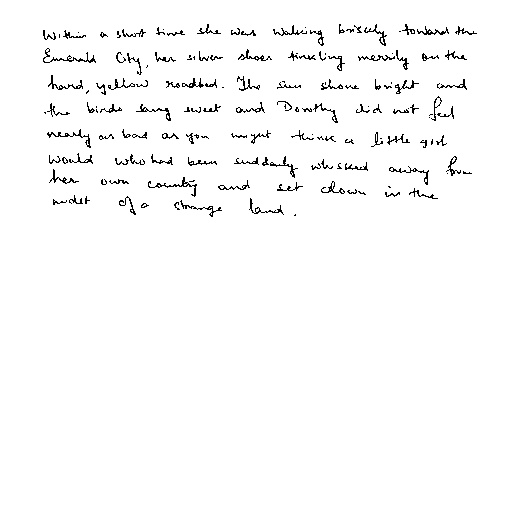 Within a short time she was walking briskly toward the
Emerald City, her silver shoes tinkling merrily on the
hard, yellow roadbed. The sun shone bright and
the birds sang sweet and Dorothy did not feel
nearly as bad as you might think a little girl
would who had been suddenly whisked away from
her own country and set down in the
midst of a strange land.